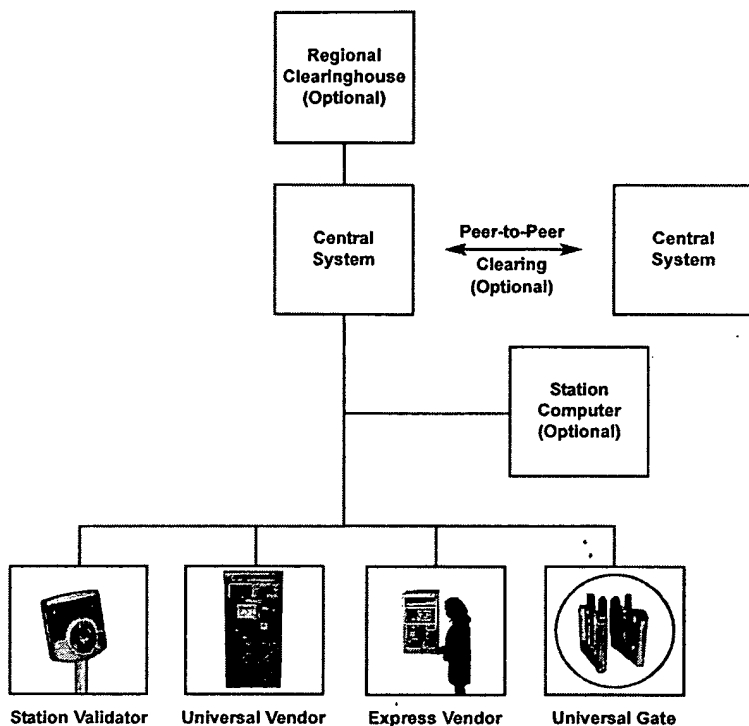 Regional
Clearinghouse
(Optional)
Central
System
Peer-to-Peer
Clearing
(Optional)
Central
System
Station
Computer
(Optional)
Station Validator
Universal Vendor
Express Vendor
Universal Gate